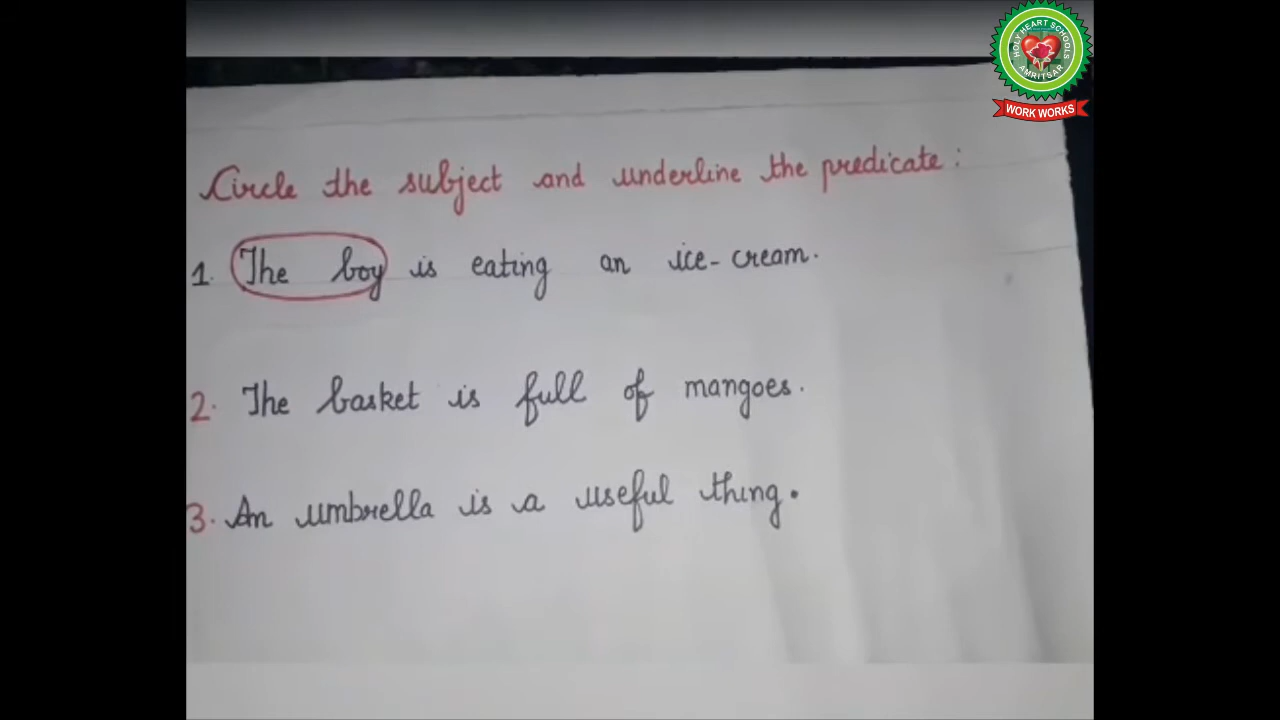 HOLY HEART SCHOOLS
AMRITSAR
WORK WORKS
Circle the subject and underline the predicate :
1. The boy is eating an ice-cream.
2. The basket is full of mangoes.
3. An umbrella is a useful thing.